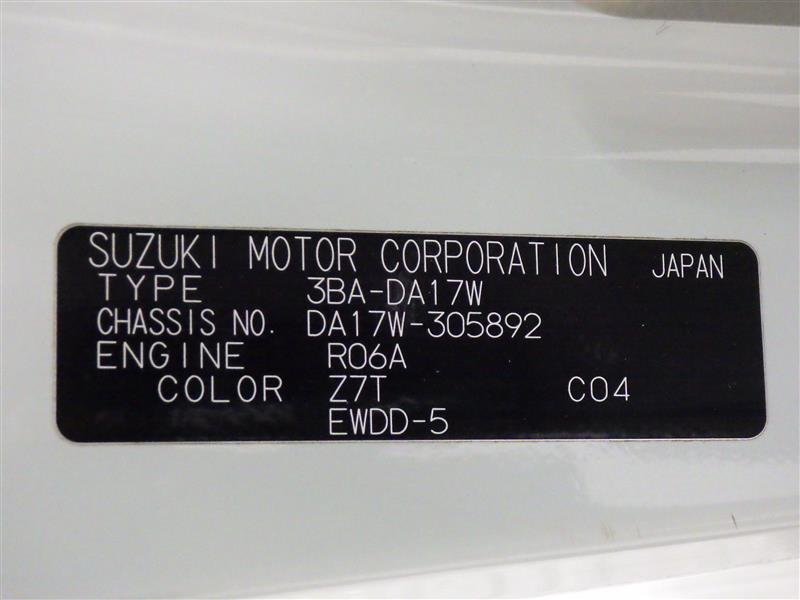 SUZUKI MOTOR CORPORATION JAPAN
TYPE 3BA-DA17W
CHASSIS NO. DA17W-305892
ENGINE R06A
COLOR Z7T C04
EWDD-5